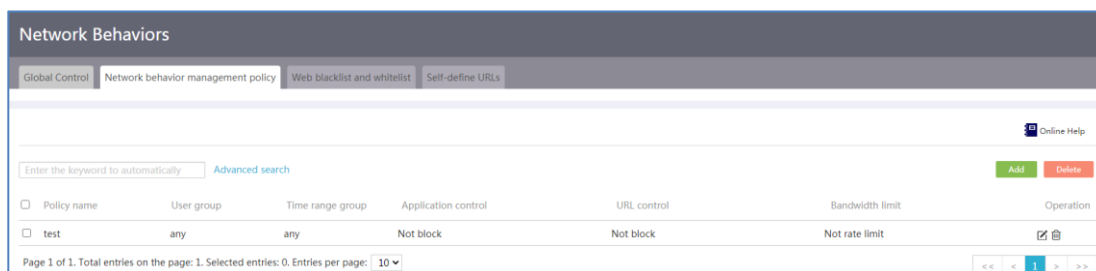 Network Behaviors
Global Control Network behavior management policy Web blacklist and whitelist Self-define URLs
Online Help
Enter the keyword to automatically Advanced search Add Delete
Policy name User group Time range group Application control URL control Bandwidth limit Operation
test any any Not block Not block Not rate limit
Page 1 of 1. Total entries on the page: 1. Selected entries: 0. Entries per page: 10 << < 1 > >>